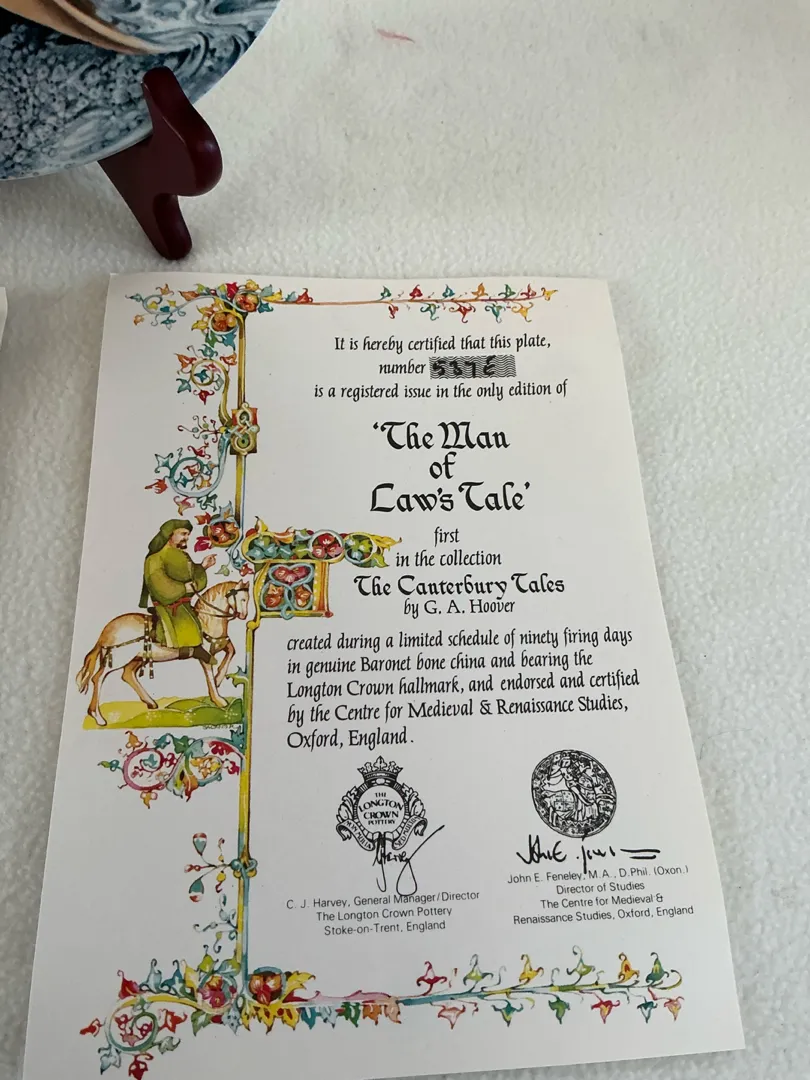 It is hereby certified that this plate,
number
is a registered issue in the only edition of
'The Man
of
Law's Tale'
first
in the collection
The Canterbury Tales
by G. A. Hoover
created during a limited schedule of ninety firing days
in genuine Baronet bone china and bearing the
Longton Crown hallmark, and endorsed and certified
by the Centre for Medieval & Renaissance Studies,
Oxford, England.
THE
LONGTON
CROWN
POTTERY
C. J. Harvey, General Manager/Director
The Longton Crown Pottery
Stoke-on-Trent, England
John E. Feneley, M.A., D.Phil. (Oxon.)
Director of Studies
The Centre for Medieval &
Renaissance Studies, Oxford, England